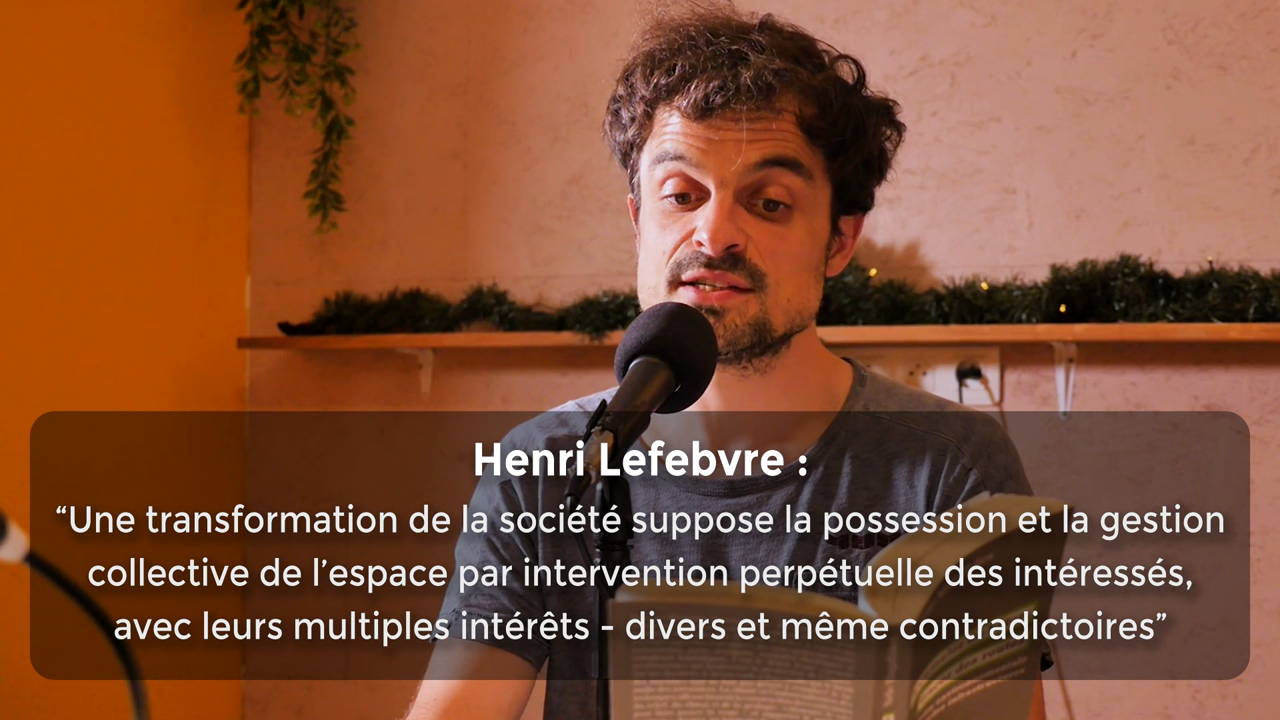 Henri Lefebvre :
“Une transformation de la société suppose la possession et la gestion
collective de l’espace par intervention perpétuelle des intéressés,
avec leurs multiples intérêts - divers et même contradictoires”